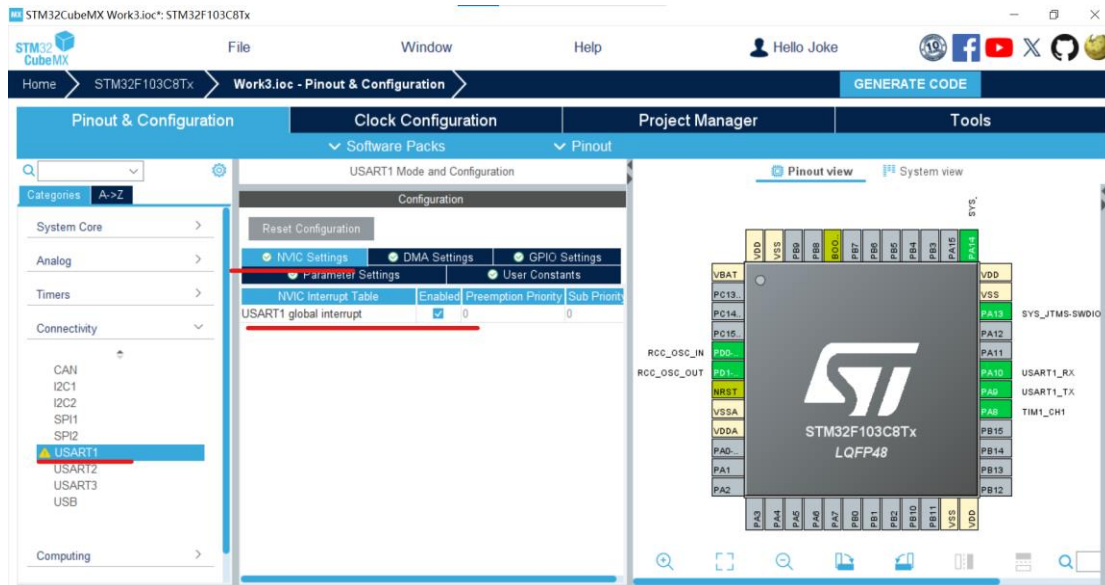 MX STM32CubeMX Work3.ioc*: STM32F103C8Tx
STM32 CubeMX File Window Help Hello Joke 19
Home STM32F103C8Tx Work3.ioc - Pinout & Configuration GENERATE CODE
Pinout & Configuration Clock Configuration Project Manager Tools
Software Packs Pinout
USART1 Mode and Configuration
Pinout view System view
Categories A->Z
Configuration
System Core
Analog
Timers
Connectivity
CAN
I2C1
I2C2
SPI1
SPI2
USART1
USART2
USART3
USB
Computing
Reset Configuration
NVIC Settings DMA Settings GPIO Settings
Parameter Settings User Constants
NVIC Interrupt Table Enabled Preemption Priority Sub Priority
USART1 global interrupt 0 0
SYS_
VDD VSS PB9 PB8 BOO.. PB7 PB6 PB5 PB4 PB3 PA15 PA14
VBAT VDD
PC13.. VSS
PC14.. PA13 SYS_JTMS-SWDIO
PC15.. PA12
RCC_OSC_IN PD0-.. PA11
RCC_OSC_OUT PD1-.. PA10 USART1_RX
NRST PA9 USART1_TX
VSSA PA8 TIM1_CH1
VDDA PB15
PA0-.. PB14
PA1 PB13
PA2 PB12
STM32F103C8Tx
LQFP48
PA3 PA4 PA5 PA6 PA7 PB0 PB1 PB2 PB10 PB11 VSS VDD